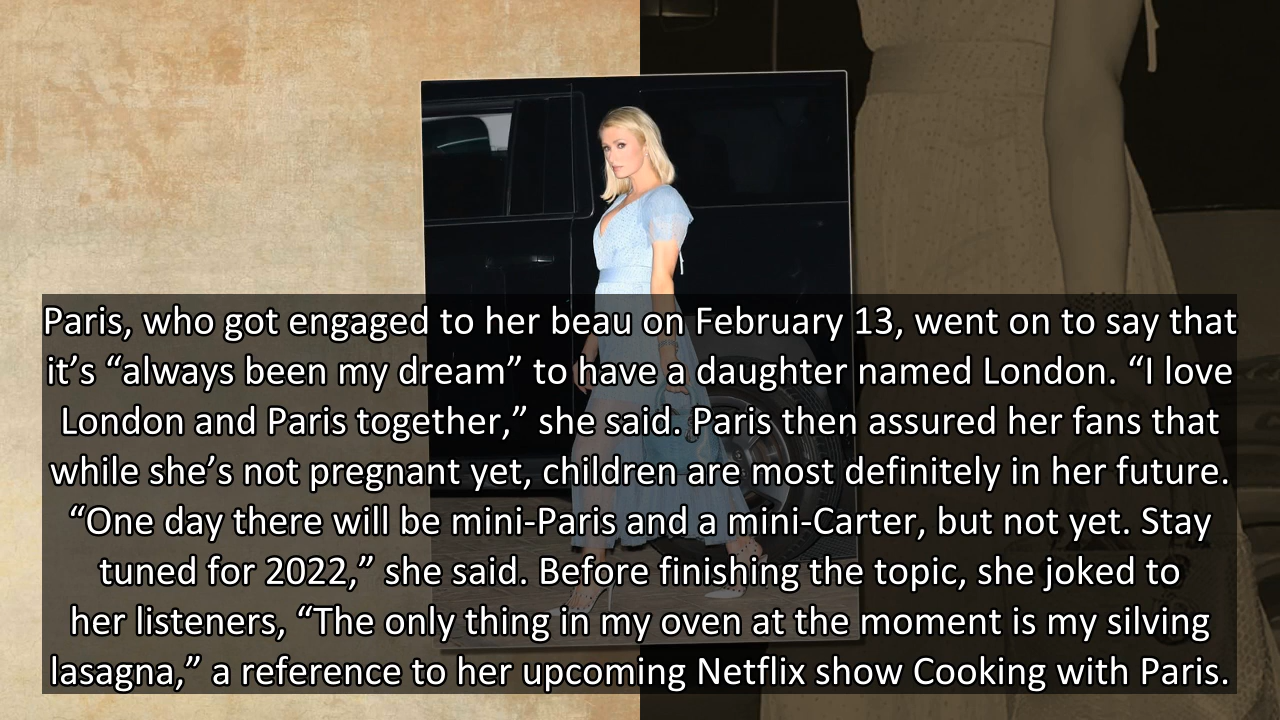 Paris, who got engaged to her beau on February 13, went on to say that
it’s “always been my dream” to have a daughter named London. “I love
London and Paris together,” she said. Paris then assured her fans that
while she’s not pregnant yet, children are most definitely in her future.
“One day there will be mini-Paris and a mini-Carter, but not yet. Stay
tuned for 2022,” she said. Before finishing the topic, she joked to
her listeners, “The only thing in my oven at the moment is my silving
lasagna,” a reference to her upcoming Netflix show Cooking with Paris.